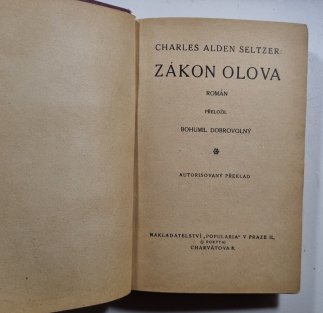 CHARLES ALDEN SELTZER:
ZÁKON OLOVA
ROMÁN
PŘELOŽIL
BOHUMIL DOBROVOLNÝ
AUTORISOVANÝ PŘEKLAD
NAKLADATELSTVÍ „POPULARIA" V PRAZE II.,
CHARVÁTOVA 8.